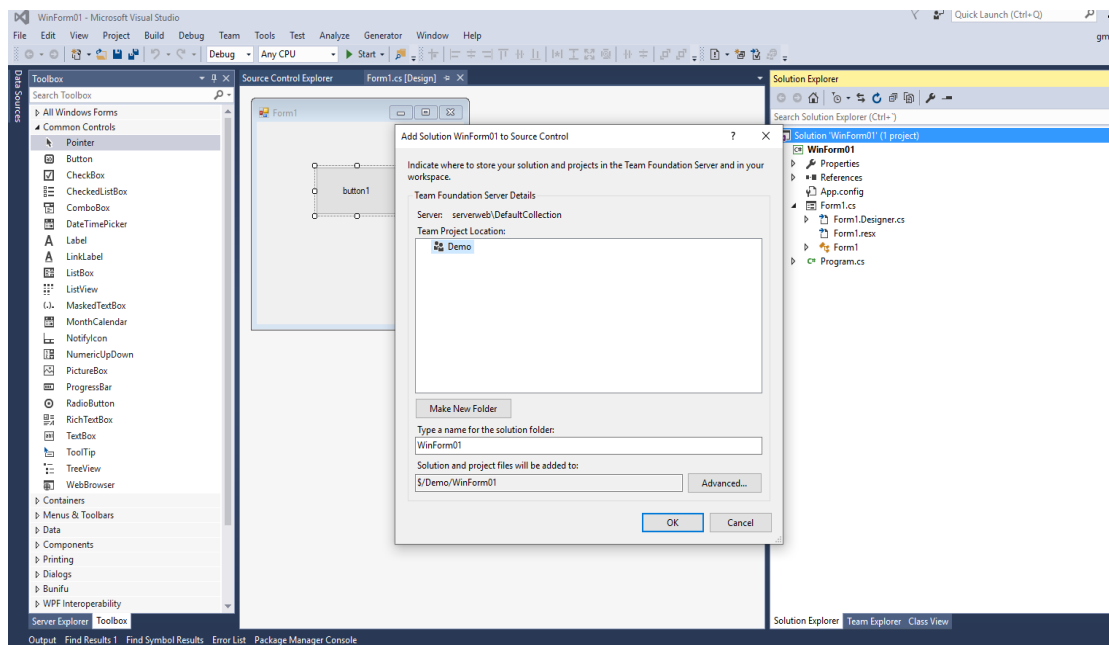 WinForm01 - Microsoft Visual Studio
Quick Launch (Ctrl+Q)
File Edit View Project Build Debug Team Tools Test Analyze Generator Window Help
gm
Debug Any CPU Start
Data Sources
Toolbox
Search Toolbox
All Windows Forms
Common Controls
Pointer
Button
CheckBox
CheckedListBox
ComboBox
DateTimePicker
Label
LinkLabel
ListBox
ListView
MaskedTextBox
MonthCalendar
NotifyIcon
NumericUpDown
PictureBox
ProgressBar
RadioButton
RichTextBox
TextBox
ToolTip
TreeView
WebBrowser
Containers
Menus & Toolbars
Data
Components
Printing
Dialogs
Bunifu
WPF Interoperability
Server Explorer Toolbox
Source Control Explorer Form1.cs [Design]
Form1
button1
Add Solution WinForm01 to Source Control
Indicate where to store your solution and projects in the Team Foundation Server and in your
workspace.
Team Foundation Server Details
Server: serverweb\DefaultCollection
Team Project Location:
Demo
Make New Folder
Type a name for the solution folder:
WinForm01
Solution and project files will be added to:
$/Demo/WinForm01
Advanced...
OK Cancel
Solution Explorer
Search Solution Explorer (Ctrl+`)
Solution 'WinForm01' (1 project)
WinForm01
Properties
References
App.config
Form1.cs
Form1.Designer.cs
Form1.resx
Form1
Program.cs
Solution Explorer Team Explorer Class View
Output Find Results 1 Find Symbol Results Error List Package Manager Console